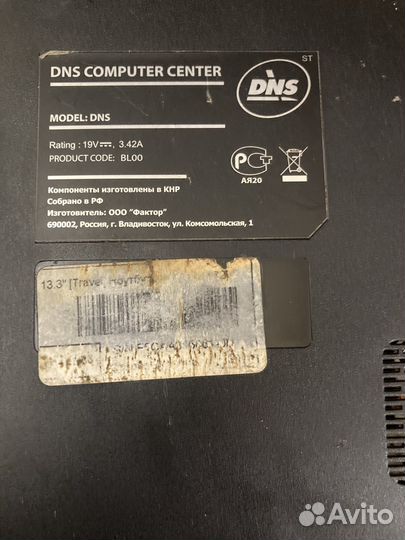 ST
DNS COMPUTER CENTER
DNS
MODEL: DNS
Rating : 19V⎓, 3.42A
PRODUCT CODE: BL00
АЯ20
Компоненты изготовлены в КНР
Собрано в РФ
Изготовитель: ООО "Фактор"
690002, Россия, г. Владивосток, ул. Комсомольская, 1
13.3" [Travel
Avito